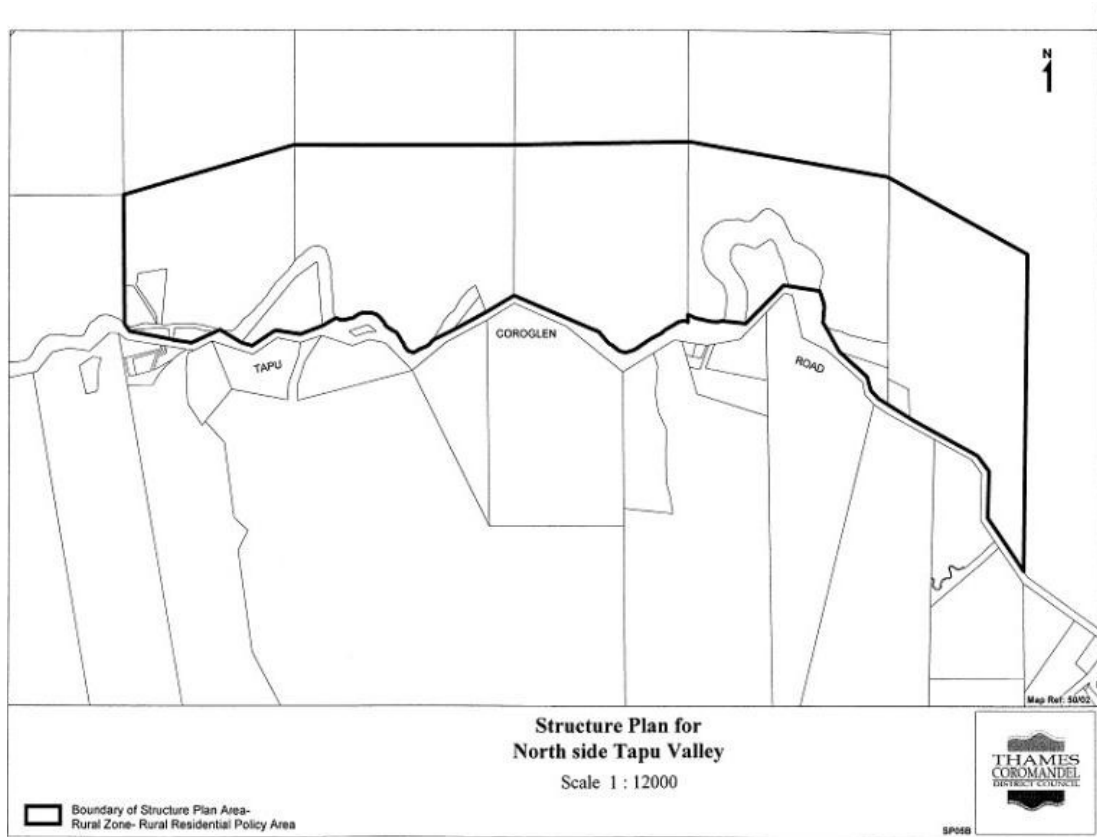 N
1
TAPU
COROGLEN
ROAD
Map Ref: 50/02
Structure Plan for
North side Tapu Valley
Scale 1 : 12000
THAMES
COROMANDEL
DISTRICT COUNCIL
Boundary of Structure Plan Area-
Rural Zone- Rural Residential Policy Area
SP05B